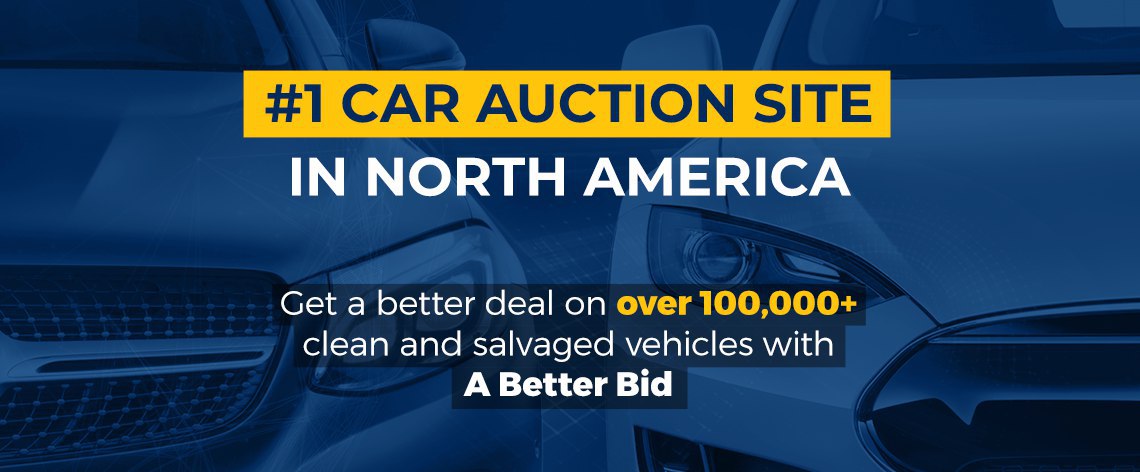 #1 CAR AUCTION SITE
IN NORTH AMERICA
Get a better deal on over 100,000+
clean and salvaged vehicles with
A Better Bid